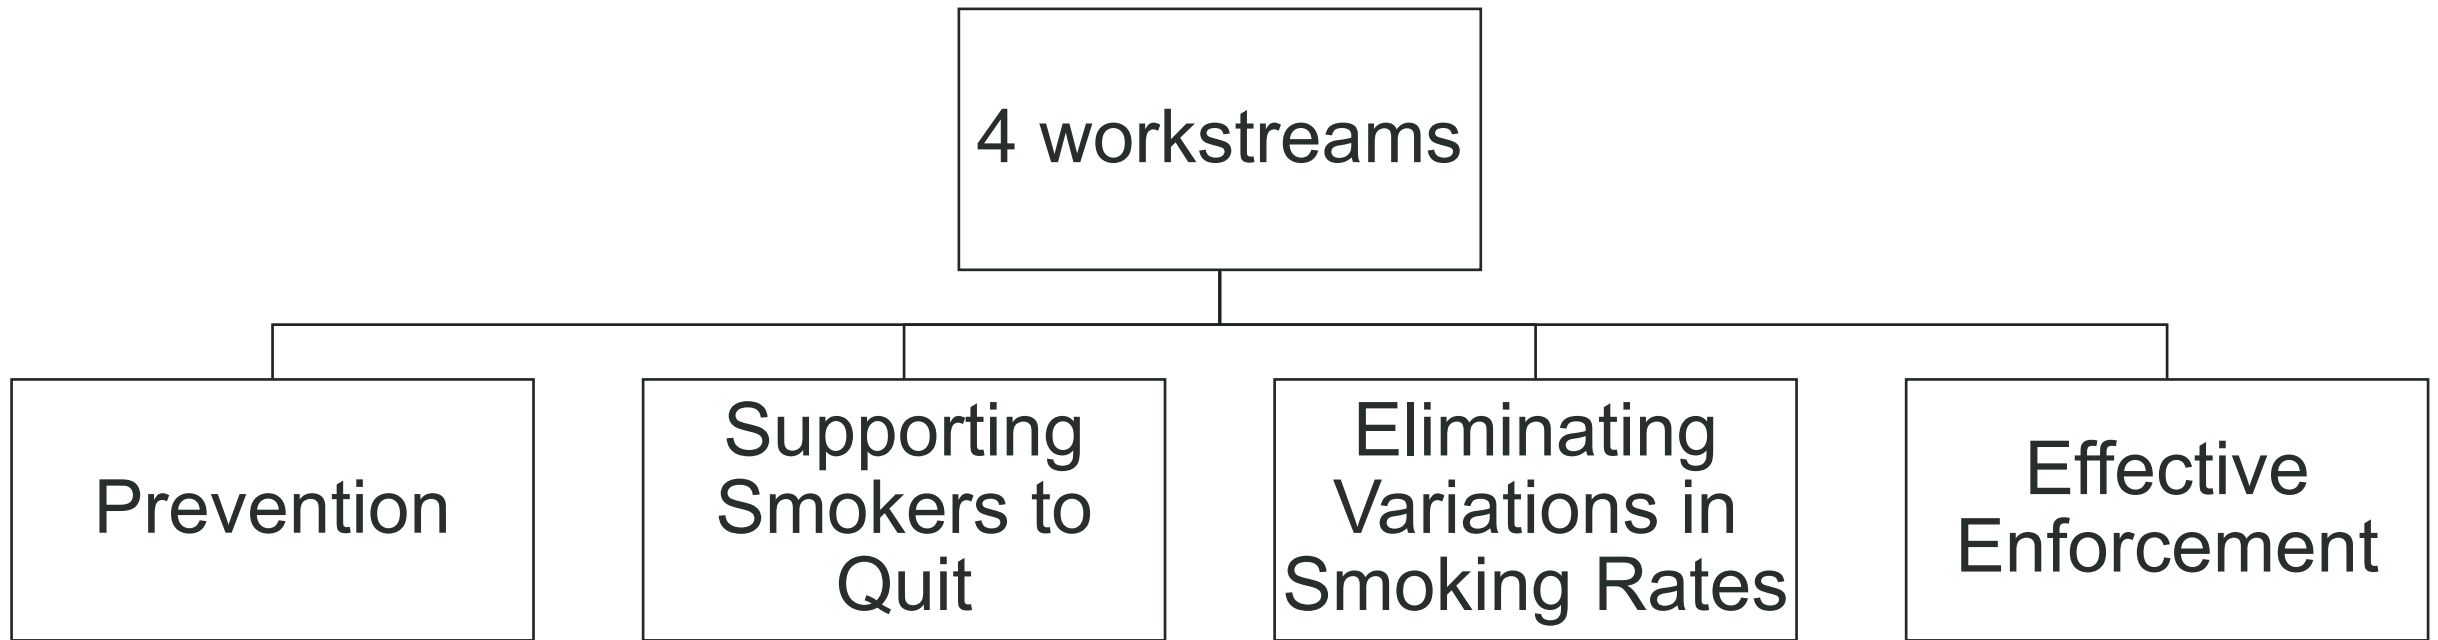 4 workstreams
Prevention
Supporting
Smokers to
Quit
Eliminating
Variations in
Smoking Rates
Effective
Enforcement